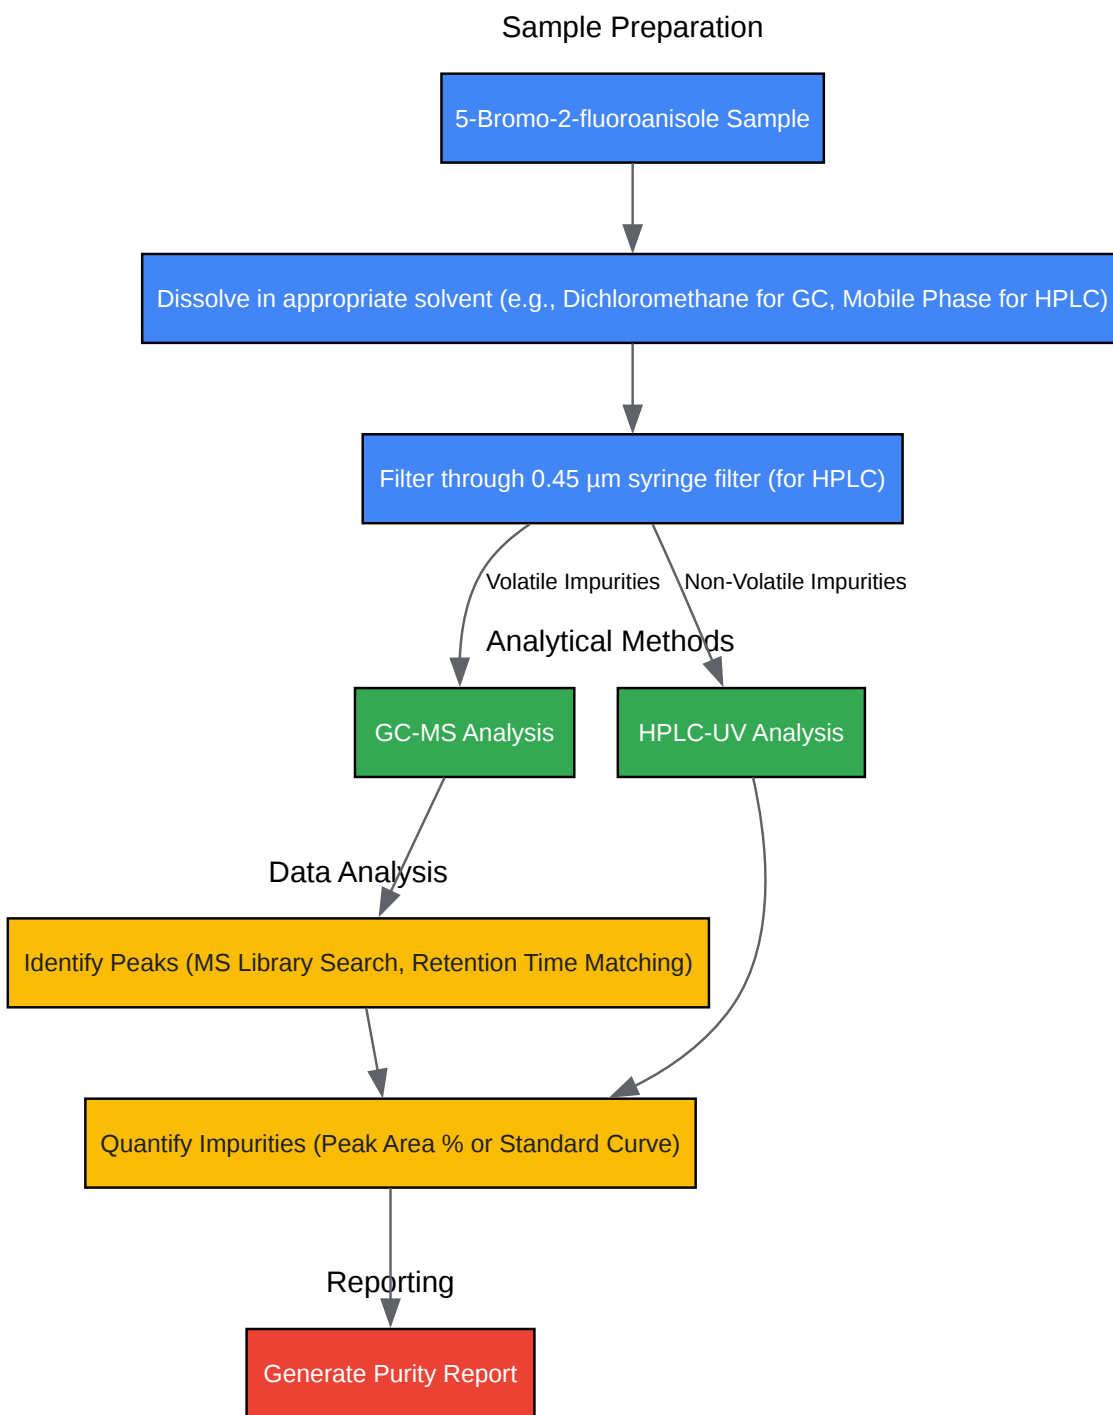 Sample Preparation
5-Bromo-2-fluoroanisole Sample
Dissolve in appropriate solvent (e.g., Dichloromethane for GC, Mobile Phase for HPLC)
Filter through 0.45 µm syringe filter (for HPLC)
Volatile Impurities
Non-Volatile Impurities
Analytical Methods
GC-MS Analysis
HPLC-UV Analysis
Data Analysis
Identify Peaks (MS Library Search, Retention Time Matching)
Quantify Impurities (Peak Area % or Standard Curve)
Reporting
Generate Purity Report